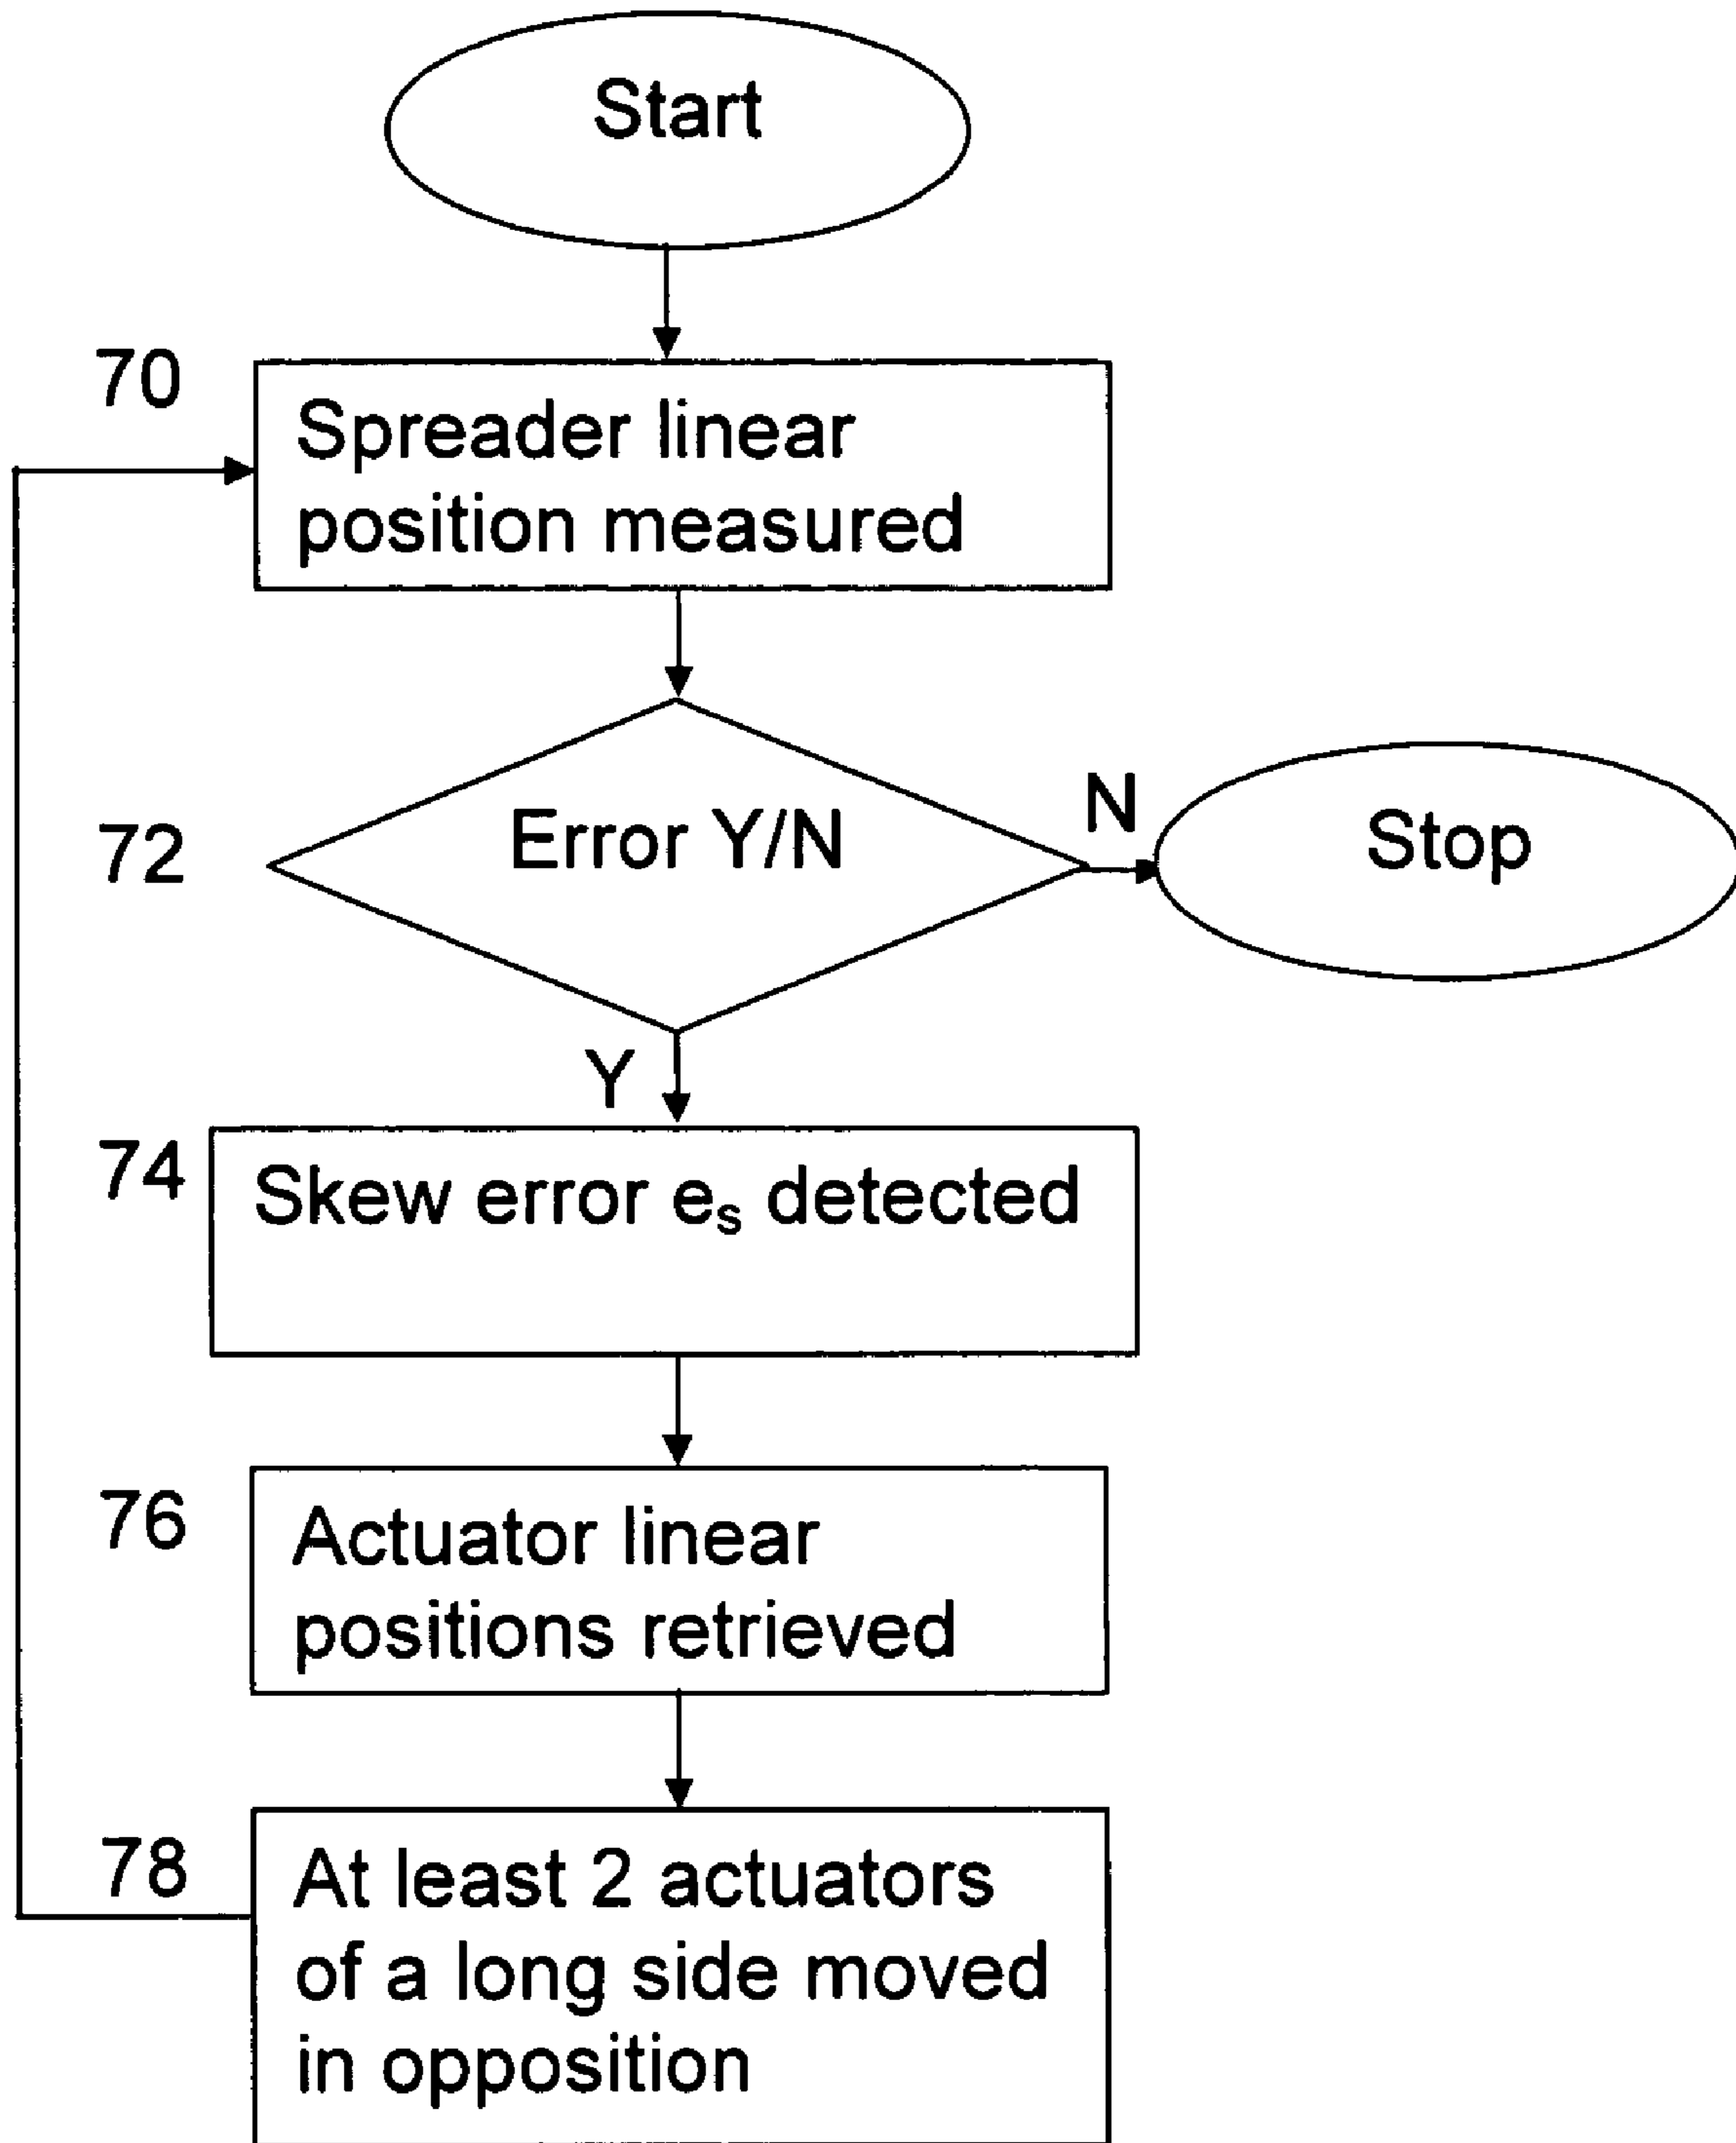 Start
70
Spreader linear
position measured
72
Error Y/N
N
Stop
Y
74
Skew error eₛ detected
76
Actuator linear
positions retrieved
78
At least 2 actuators
of a long side moved
in opposition